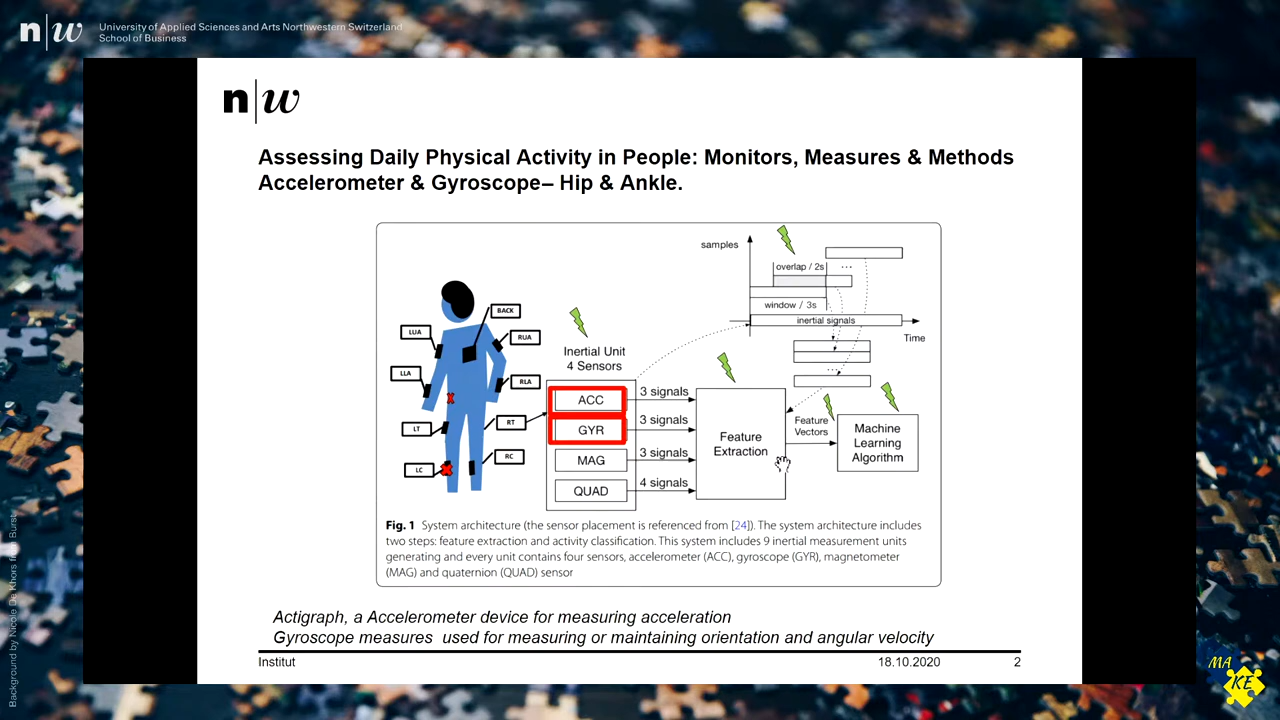 n|w
University of Applied Sciences and Arts Northwestern Switzerland
School of Business
n|w
Assessing Daily Physical Activity in People: Monitors, Measures & Methods
Accelerometer & Gyroscope– Hip & Ankle.
samples
overlap / 2s
...
window / 3s
inertial signals
Time
...
BACK
LUA
RUA
LLA
RLA
LT
RT
LC
RC
Inertial Unit
4 Sensors
ACC
GYR
MAG
QUAD
3 signals
3 signals
3 signals
4 signals
Feature
Extraction
Feature
Vectors
Machine
Learning
Algorithm
Fig. 1 System architecture (the sensor placement is referenced from [24]). The system architecture includes
two steps: feature extraction and activity classification. This system includes 9 inertial measurement units
generating and every unit contains four sensors, accelerometer (ACC), gyroscope (GYR), magnetometer
(MAG) and quaternion (QUAD) sensor
Actigraph, a Accelerometer device for measuring acceleration
Gyroscope measures used for measuring or maintaining orientation and angular velocity
Institut
18.10.2020
2
Background by Nicole De Khors from Burst
MA
KE